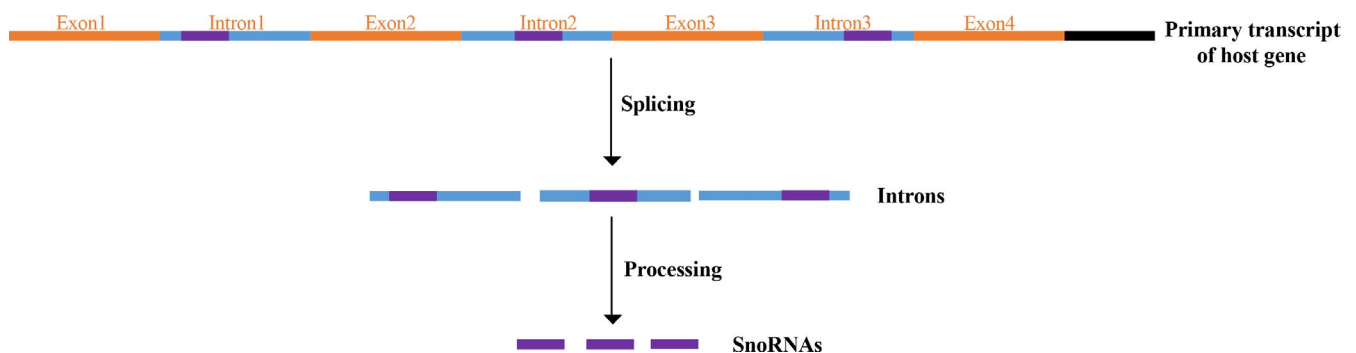 Exon1 Intron1 Exon2 Intron2 Exon3 Intron3 Exon4
Primary transcript
of host gene
Splicing
Introns
Processing
SnoRNAs